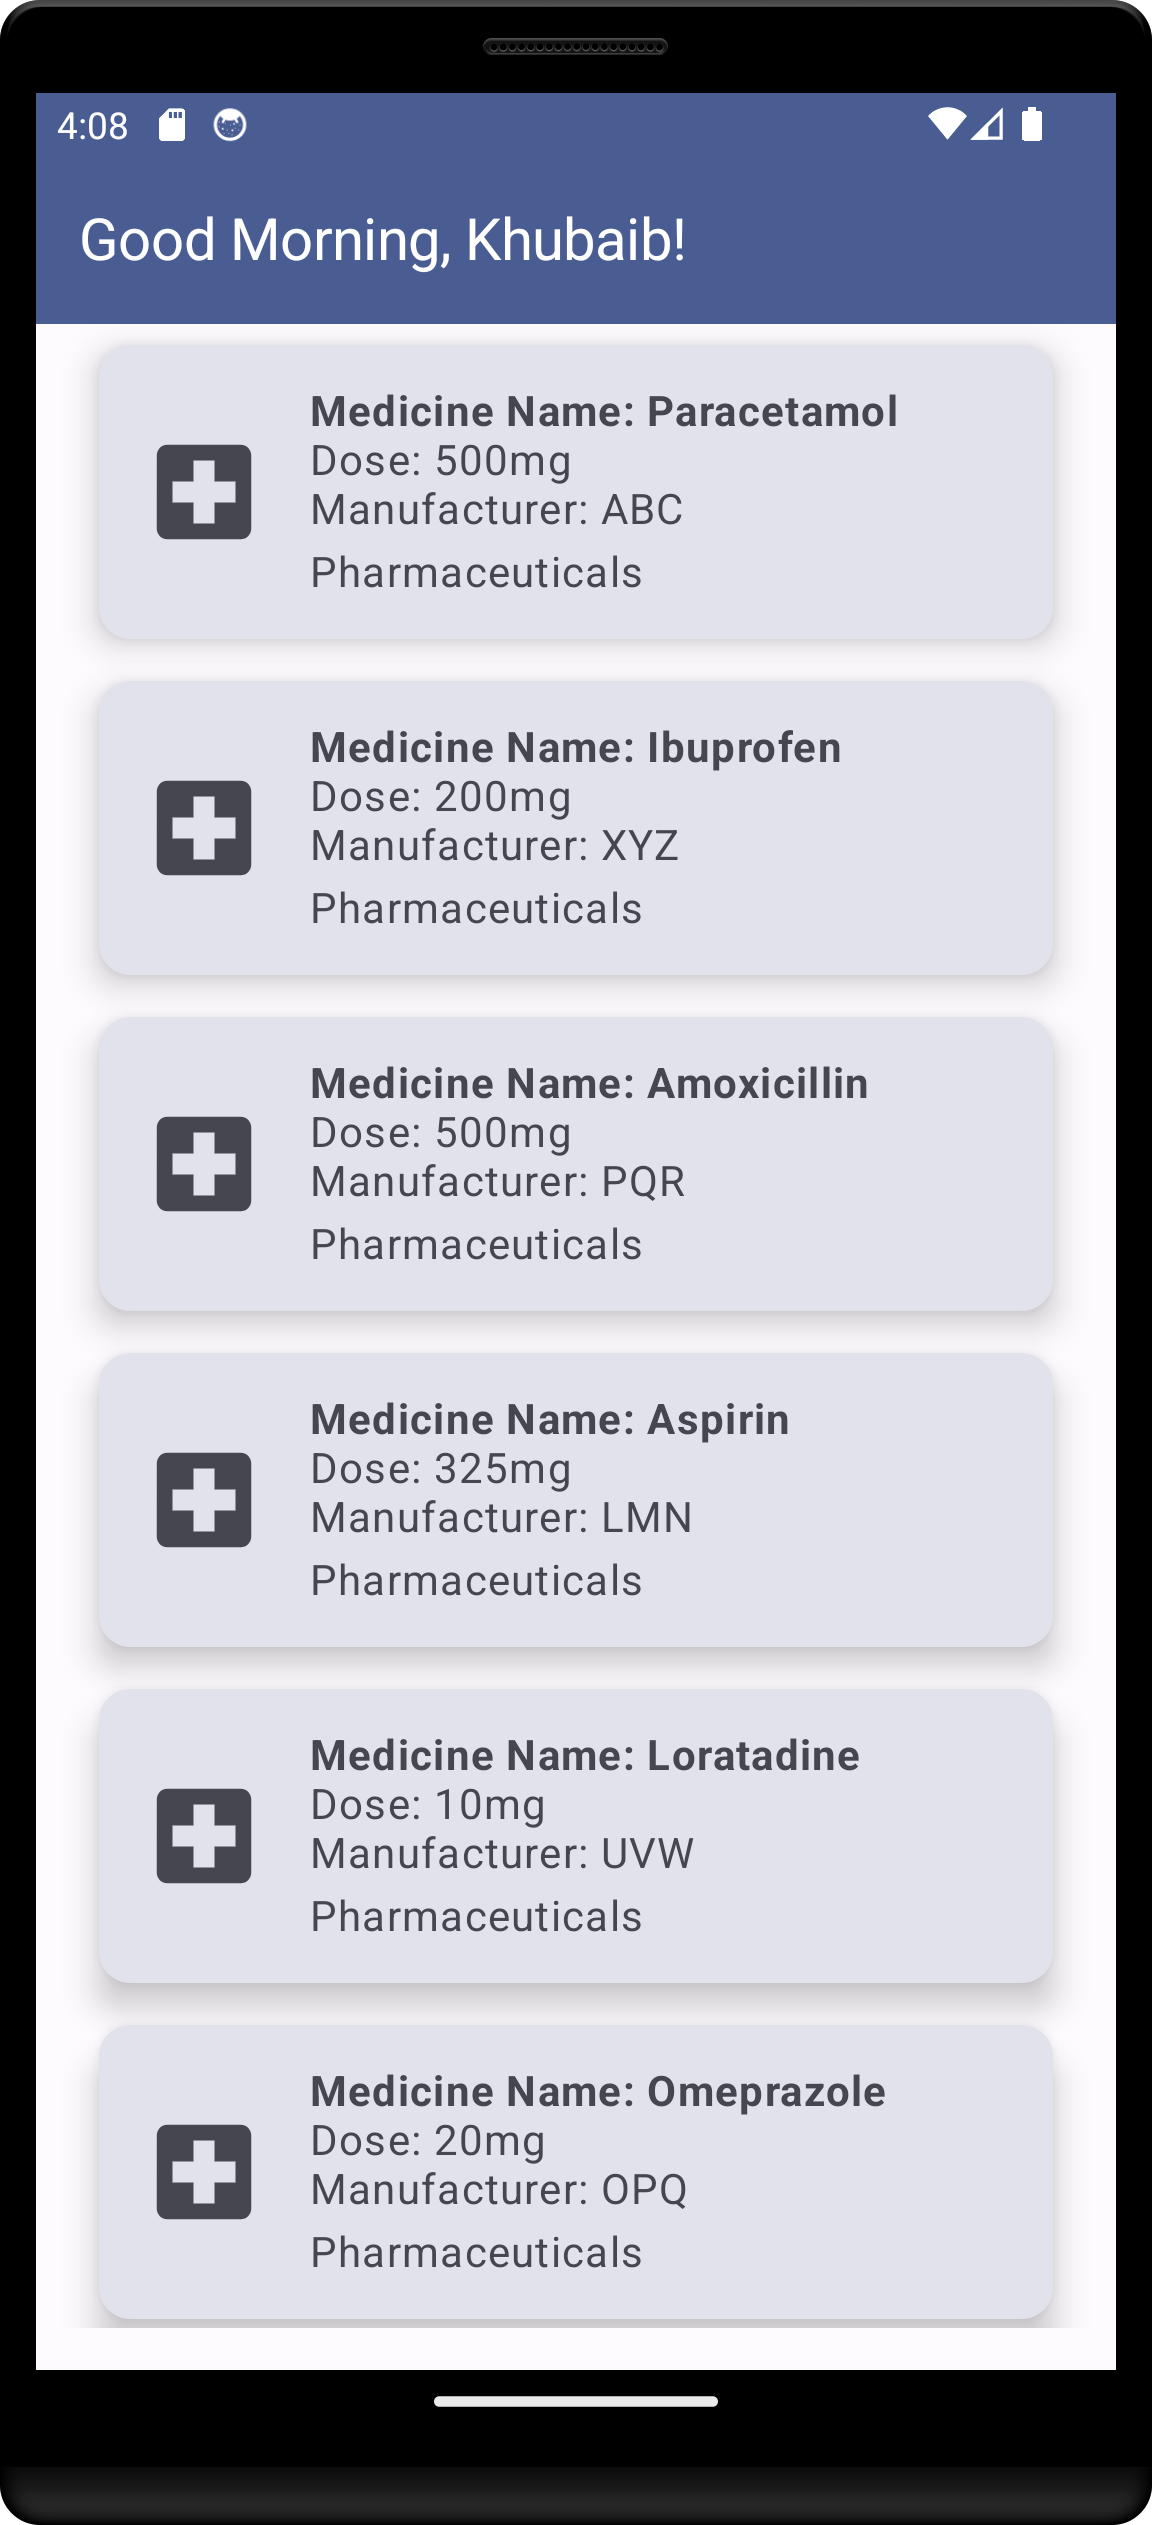 4:08
Good Morning, Khubaib!
Medicine Name: Paracetamol
Dose: 500mg
Manufacturer: ABC
Pharmaceuticals
Medicine Name: Ibuprofen
Dose: 200mg
Manufacturer: XYZ
Pharmaceuticals
Medicine Name: Amoxicillin
Dose: 500mg
Manufacturer: PQR
Pharmaceuticals
Medicine Name: Aspirin
Dose: 325mg
Manufacturer: LMN
Pharmaceuticals
Medicine Name: Loratadine
Dose: 10mg
Manufacturer: UVW
Pharmaceuticals
Medicine Name: Omeprazole
Dose: 20mg
Manufacturer: OPQ
Pharmaceuticals